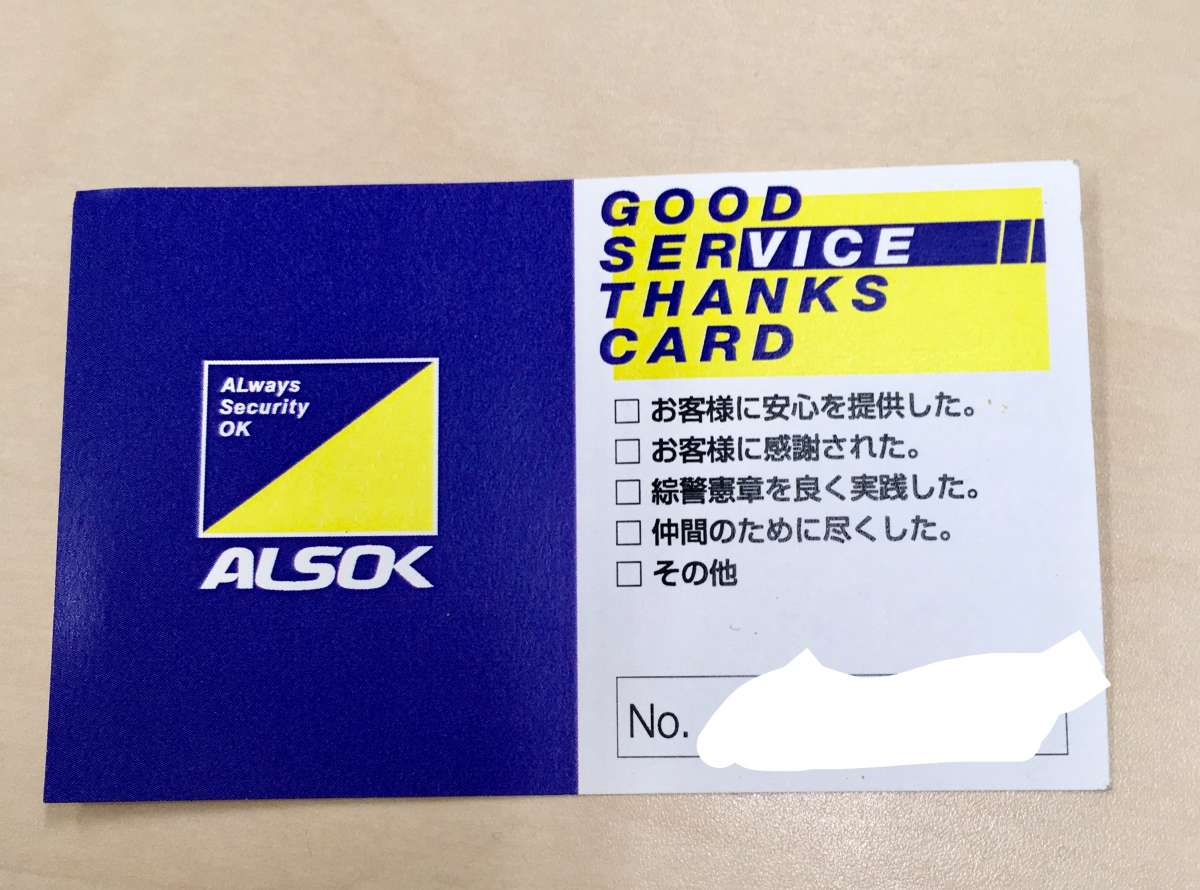 ALways
Security
OK
ALSOK
GOOD
SERVICE
THANKS
CARD
□ お客様に安心を提供した。
□ お客様に感謝された。
□ 綜警憲章を良く実践した。
□ 仲間のために尽くした。
□ その他
No.